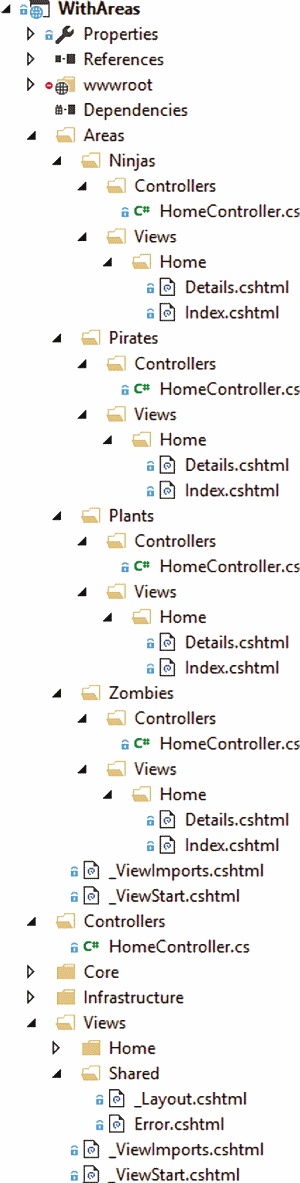 WithAreas
Properties
References
wwwroot
Dependencies
Areas
Ninjas
Controllers
C# HomeController.cs
Views
Home
Details.cshtml
Index.cshtml
Pirates
Controllers
C# HomeController.cs
Views
Home
Details.cshtml
Index.cshtml
Plants
Controllers
C# HomeController.cs
Views
Home
Details.cshtml
Index.cshtml
Zombies
Controllers
C# HomeController.cs
Views
Home
Details.cshtml
Index.cshtml
_ViewImports.cshtml
_ViewStart.cshtml
Controllers
C# HomeController.cs
Core
Infrastructure
Views
Home
Shared
_Layout.cshtml
Error.cshtml
_ViewImports.cshtml
_ViewStart.cshtml